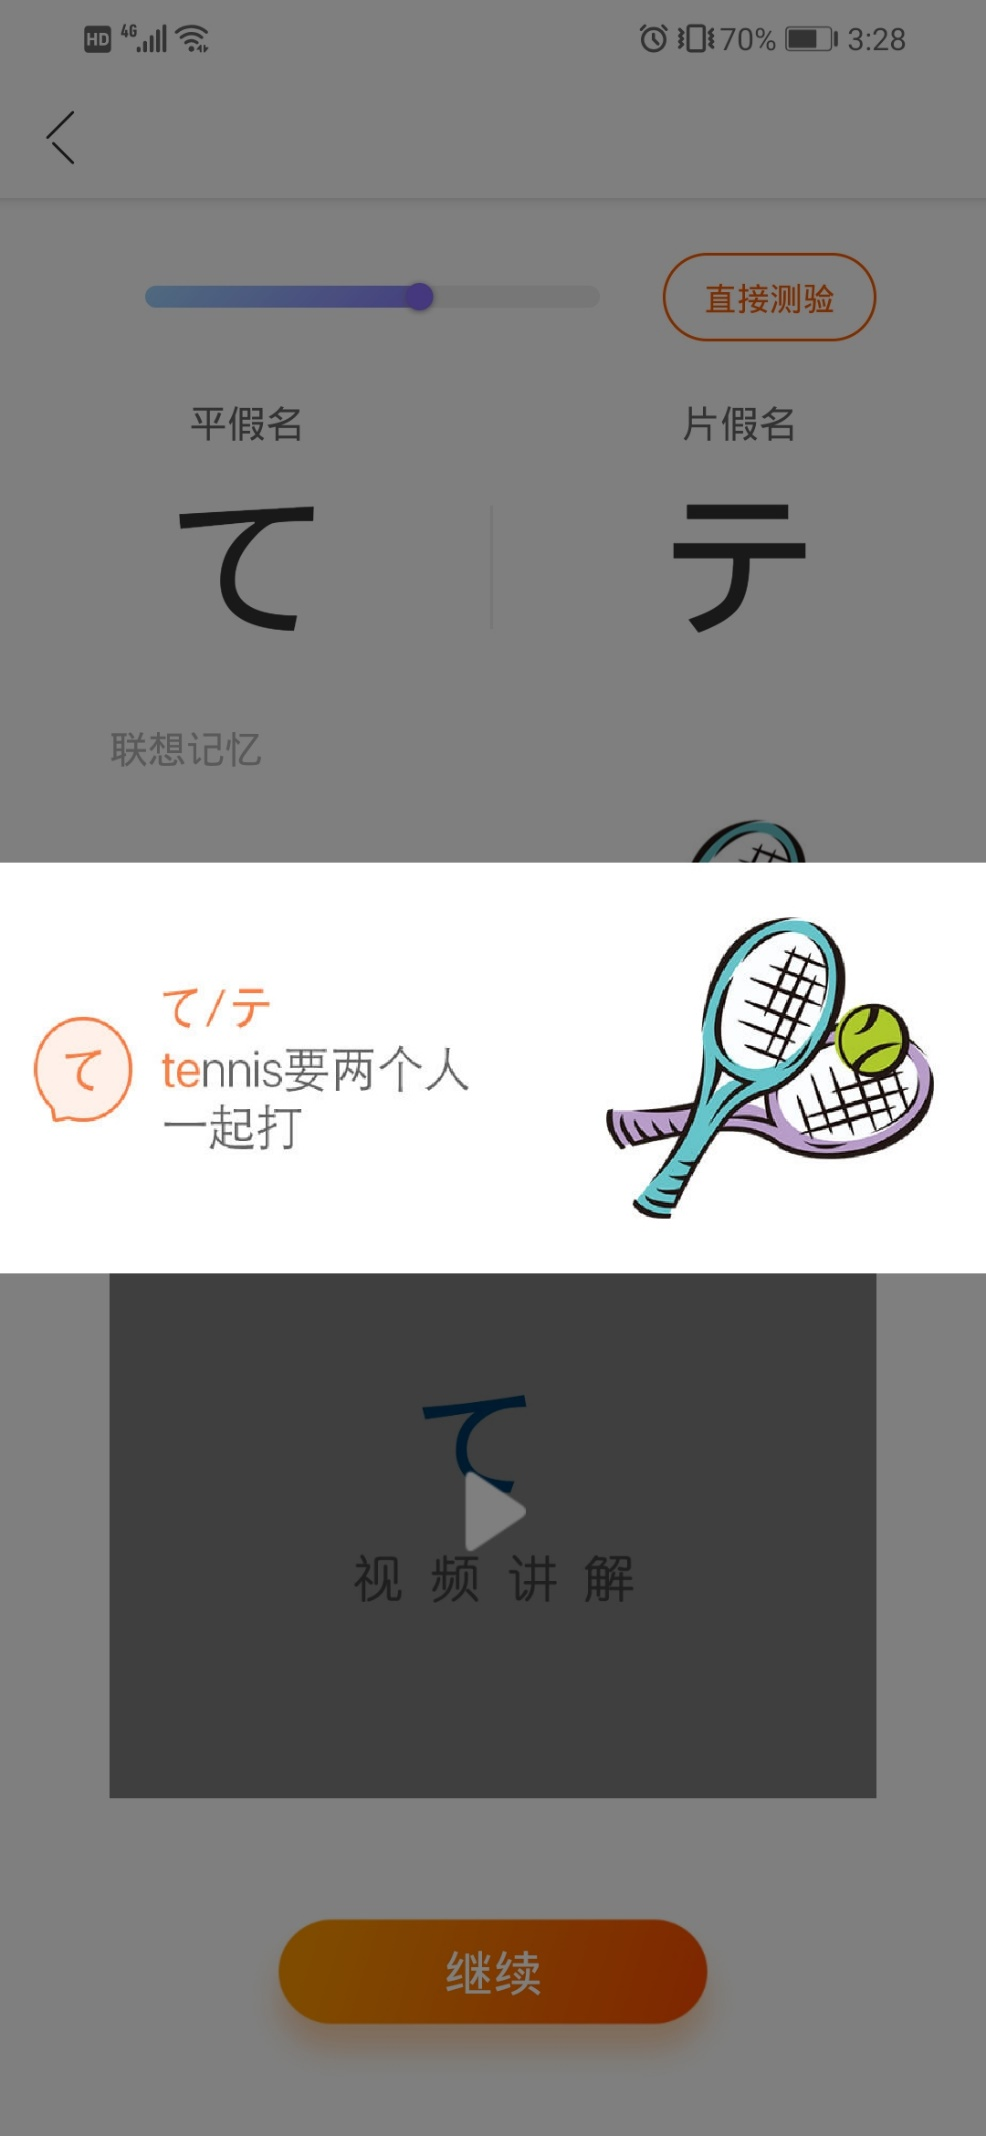 HD 4G 70% 3:28
直接测验
平假名 片假名
て テ
联想记忆
て/テ
て
tennis要两个人
一起打
て
视频讲解
继续